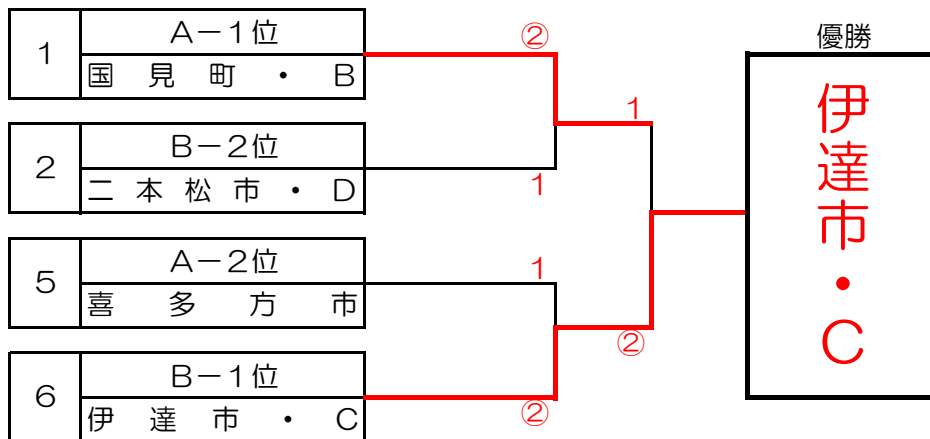 1
A－1位
国見町・B
2
B－2位
二本松市・D
5
A－2位
喜多方市
6
B－1位
伊達市・C
②
1
1
②
1
②
優勝
伊達市・C